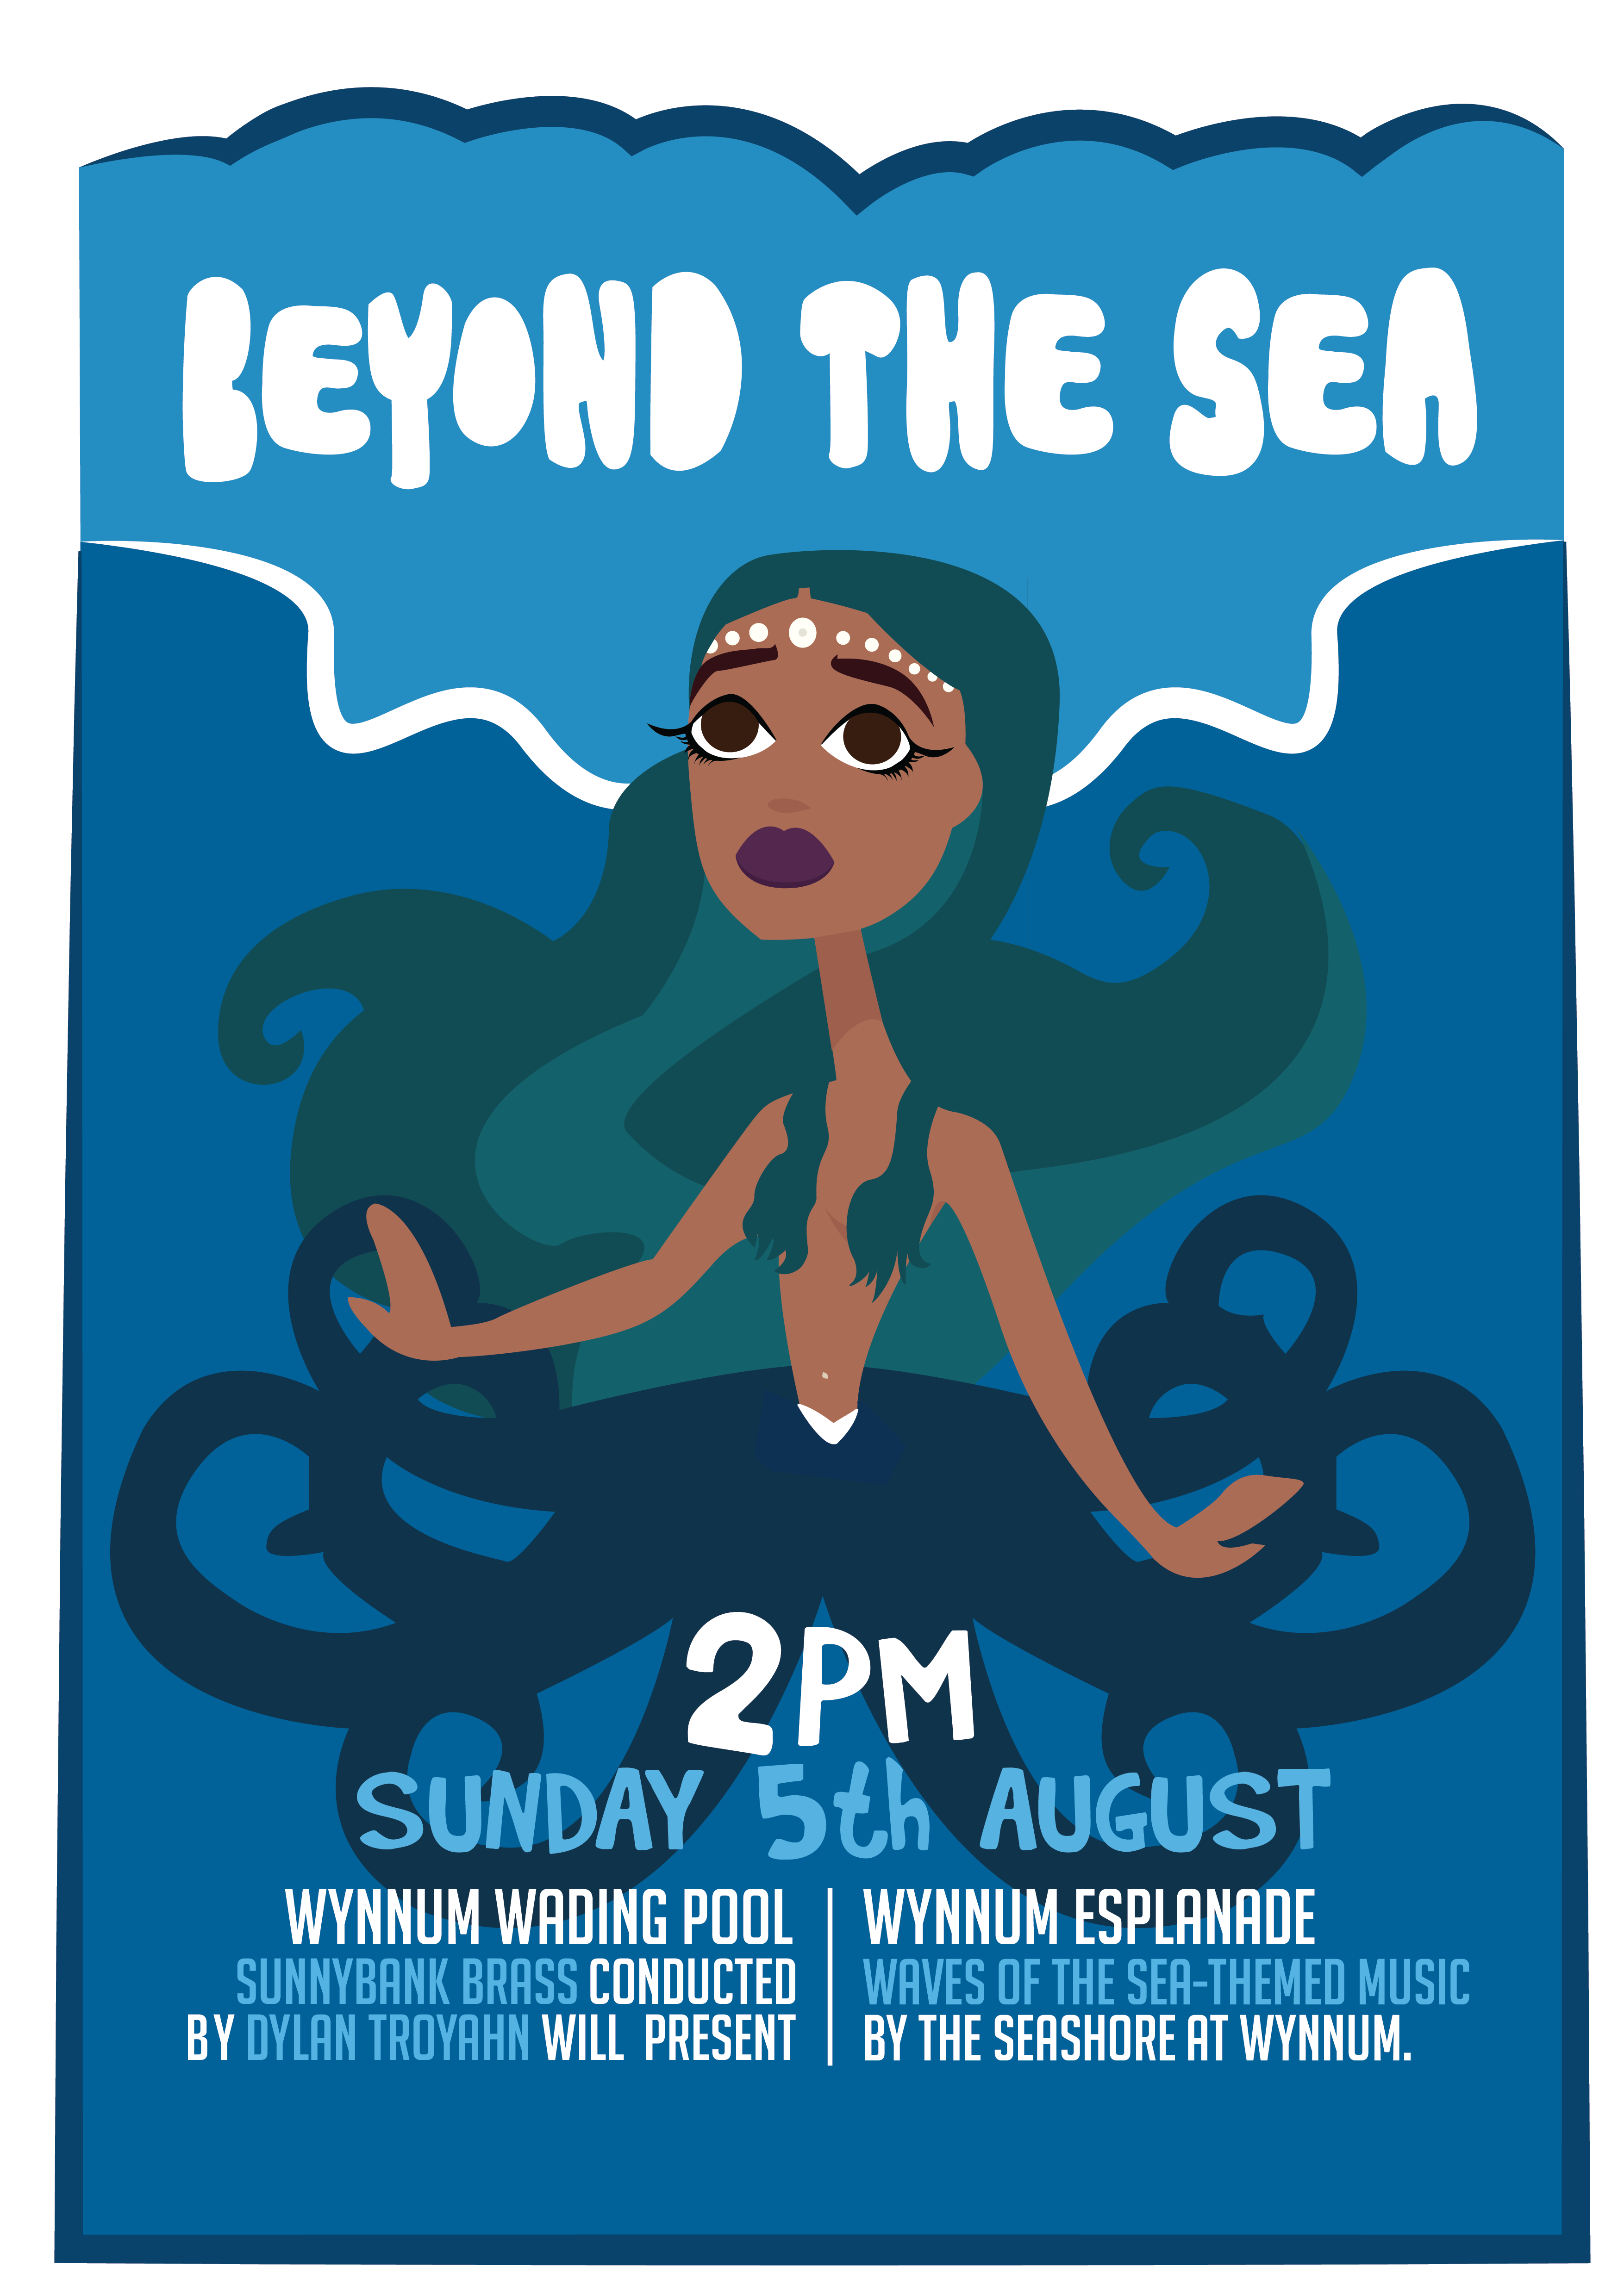 BEYOND THE SEA
2PM
SUNDAY 5th AUGUST
WYNNUM WADING POOL
SUNNYBANK BRASS CONDUCTED
BY DYLAN TROYAHN WILL PRESENT
WYNNUM ESPLANADE
WAVES OF THE SEA-THEMED MUSIC
BY THE SEASHORE AT WYNNUM.